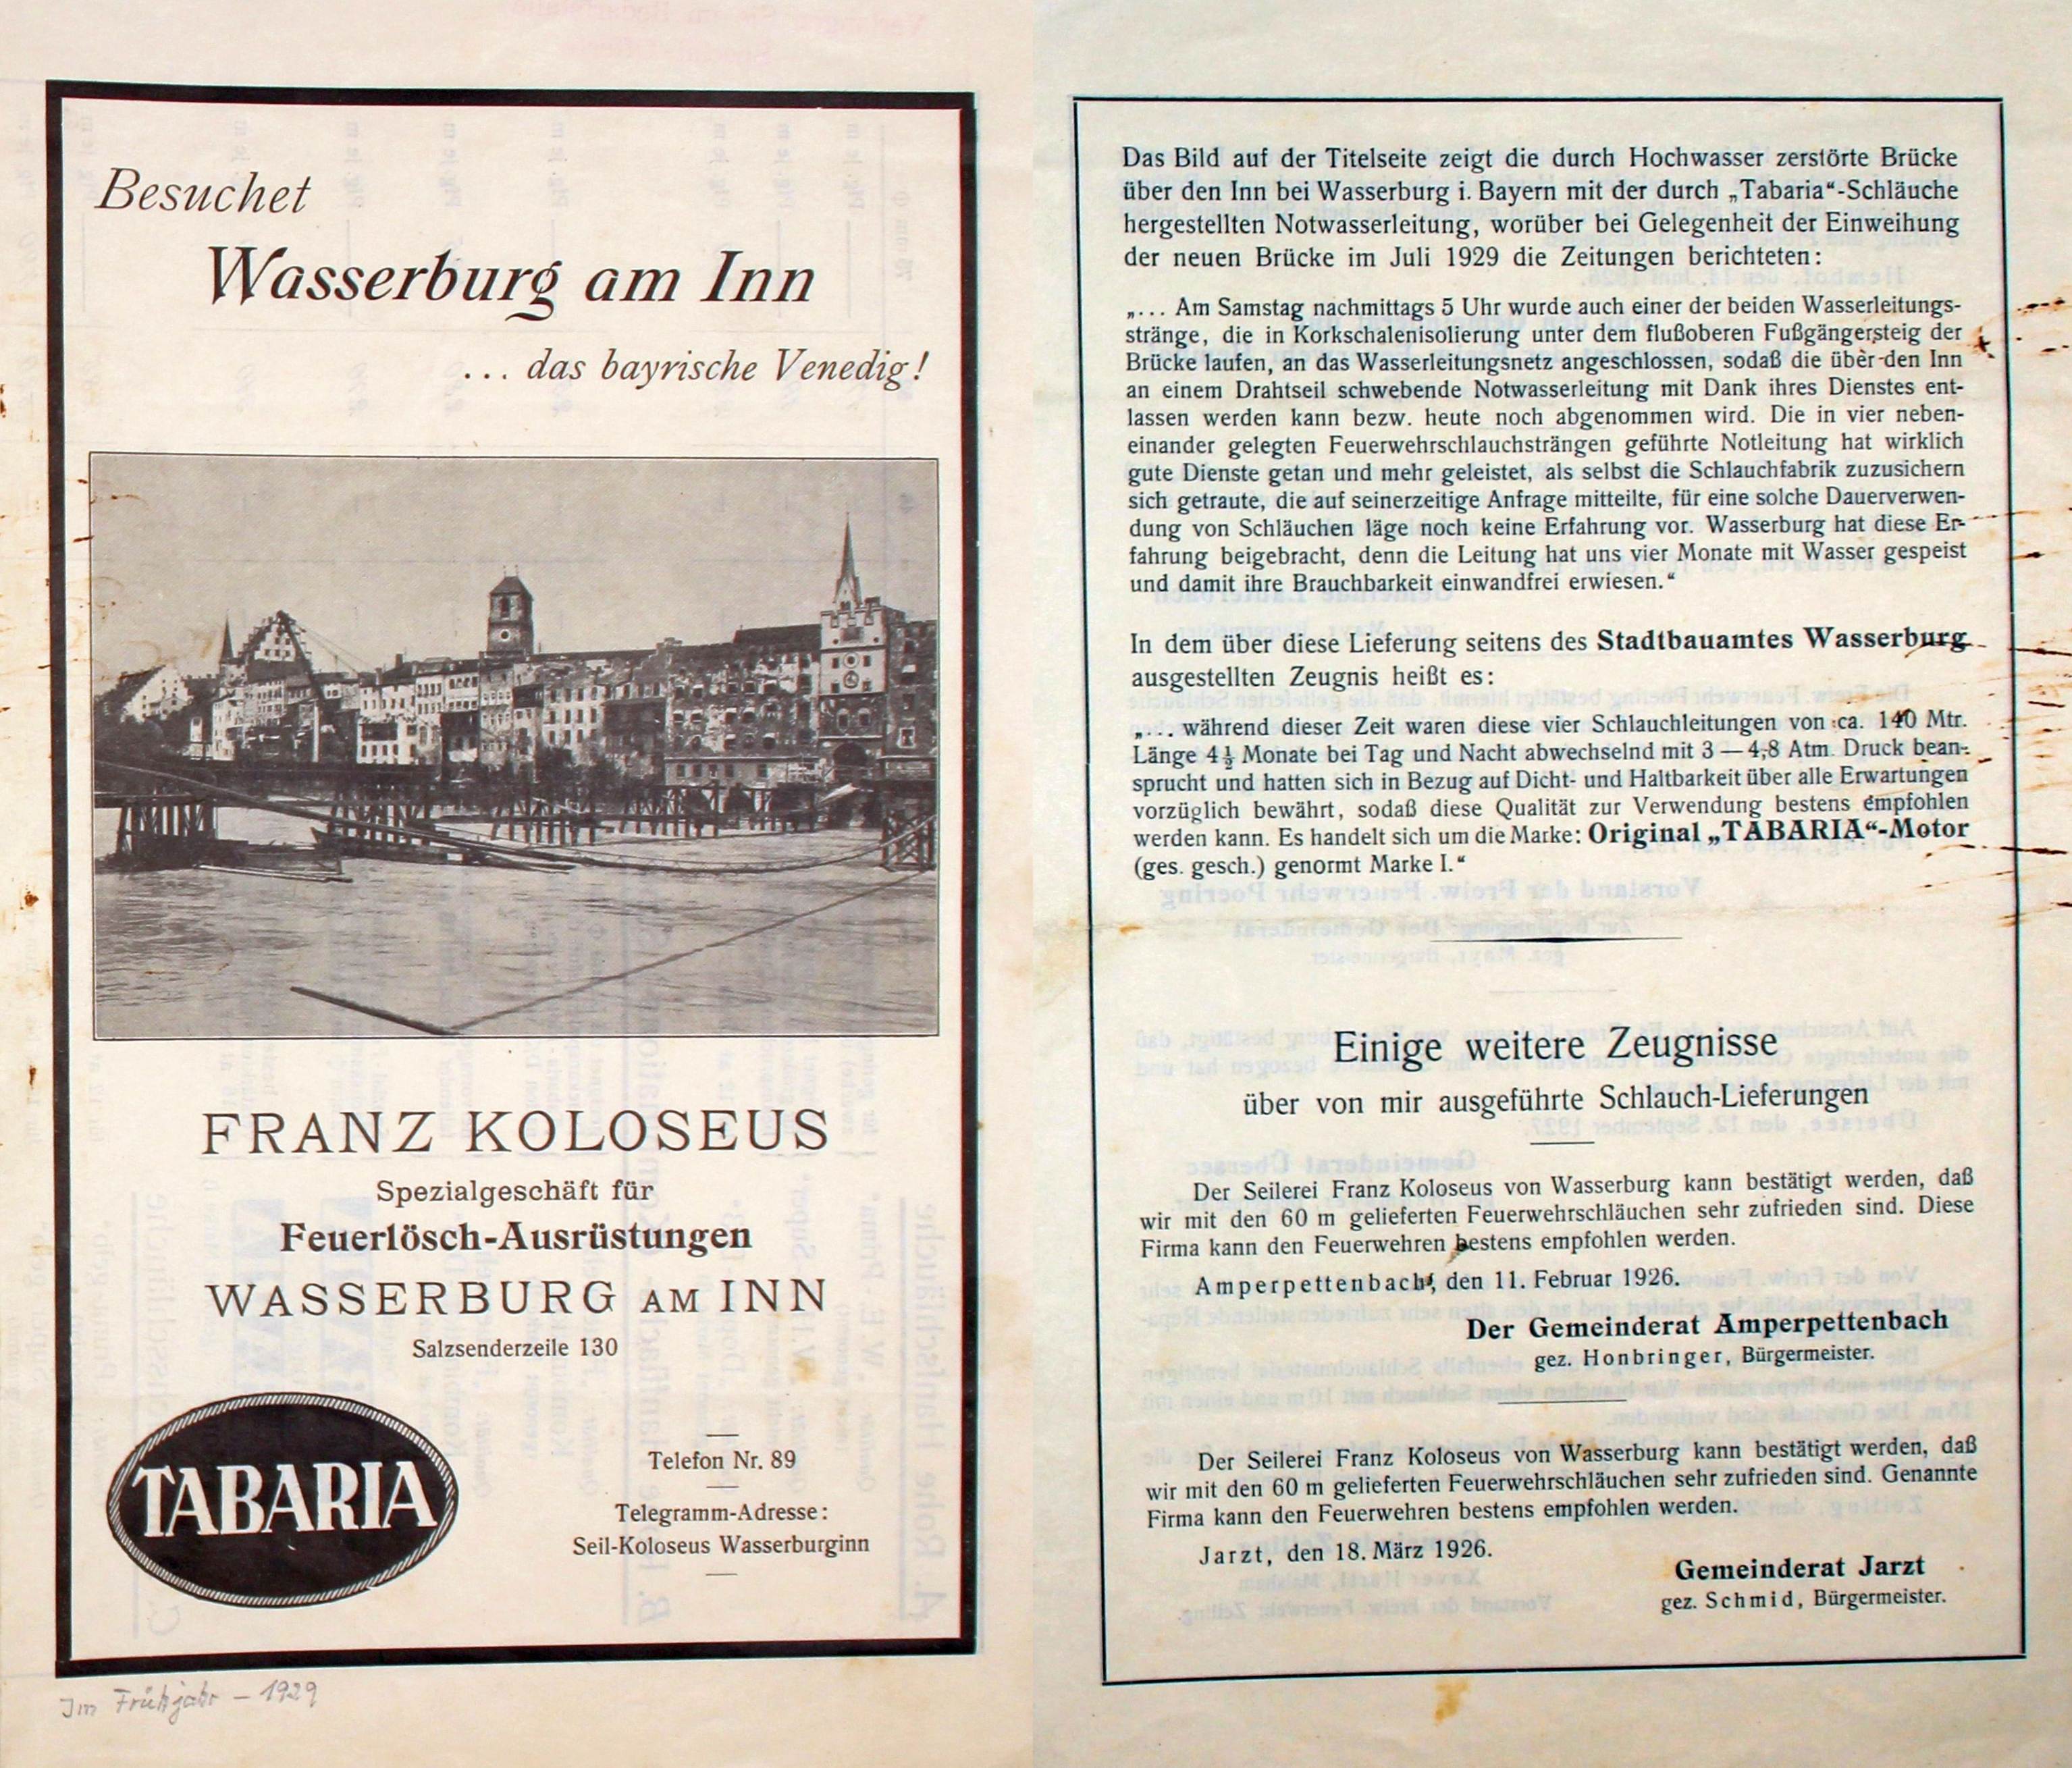 Besuchet
Wasserburg am Inn
... das bayrische Venedig!
FRANZ KOLOSEUS
Spezialgeschäft für
Feuerlösch-Ausrüstungen
WASSERBURG AM INN
Salzsenderzeile 130
TABARIA
Telefon Nr. 89
Telegramm-Adresse:
Seil-Koloseus Wasserburginn
Im Frühjahr – 1929
Das Bild auf der Titelseite zeigt die durch Hochwasser zerstörte Brücke
über den Inn bei Wasserburg i. Bayern mit der durch „Tabaria“-Schläuche
hergestellten Notwasserleitung, worüber bei Gelegenheit der Einweihung
der neuen Brücke im Juli 1929 die Zeitungen berichteten:
„... Am Samstag nachmittags 5 Uhr wurde auch einer der beiden Wasserleitungs-
stränge, die in Korkschalenisolierung unter dem flußoberen Fußgängersteig der
Brücke laufen, an das Wasserleitungsnetz angeschlossen, sodaß die über den Inn
an einem Drahtseil schwebende Notwasserleitung mit Dank ihres Dienstes ent-
lassen werden kann bezw. heute noch abgenommen wird. Die in vier neben-
einander gelegten Feuerwehrschlauchsträngen geführte Notleitung hat wirklich
gute Dienste getan und mehr geleistet, als selbst die Schlauchfabrik zuzusichern
sich getraute, die auf seinerzeitige Anfrage mitteilte, für eine solche Dauerverwen-
dung von Schläuchen läge noch keine Erfahrung vor. Wasserburg hat diese Er-
fahrung beigebracht, denn die Leitung hat uns vier Monate mit Wasser gespeist
und damit ihre Brauchbarkeit einwandfrei erwiesen.“
In dem über diese Lieferung seitens des Stadtbauamtes Wasserburg
ausgestellten Zeugnis heißt es:
„... während dieser Zeit waren diese vier Schlauchleitungen von ca. 140 Mtr.
Länge 4½ Monate bei Tag und Nacht abwechselnd mit 3 — 4,8 Atm. Druck bean-
sprucht und hatten sich in Bezug auf Dicht- und Haltbarkeit über alle Erwartungen
vorzüglich bewährt, sodaß diese Qualität zur Verwendung bestens empfohlen
werden kann. Es handelt sich um die Marke: Original „TABARIA“-Motor
(ges. gesch.) genormt Marke I.“
Einige weitere Zeugnisse
über von mir ausgeführte Schlauch-Lieferungen
Der Seilerei Franz Koloseus von Wasserburg kann bestätigt werden, daß
wir mit den 60 m gelieferten Feuerwehrschläuchen sehr zufrieden sind. Diese
Firma kann den Feuerwehren bestens empfohlen werden.
Amperpettenbach, den 11. Februar 1926.
Der Gemeinderat Amperpettenbach
gez. Honbringer, Bürgermeister.
Der Seilerei Franz Koloseus von Wasserburg kann bestätigt werden, daß
wir mit den 60 m gelieferten Feuerwehrschläuchen sehr zufrieden sind. Genannte
Firma kann den Feuerwehren bestens empfohlen werden.
Jarzt, den 18. März 1926.
Gemeinderat Jarzt
gez. Schmid, Bürgermeister.